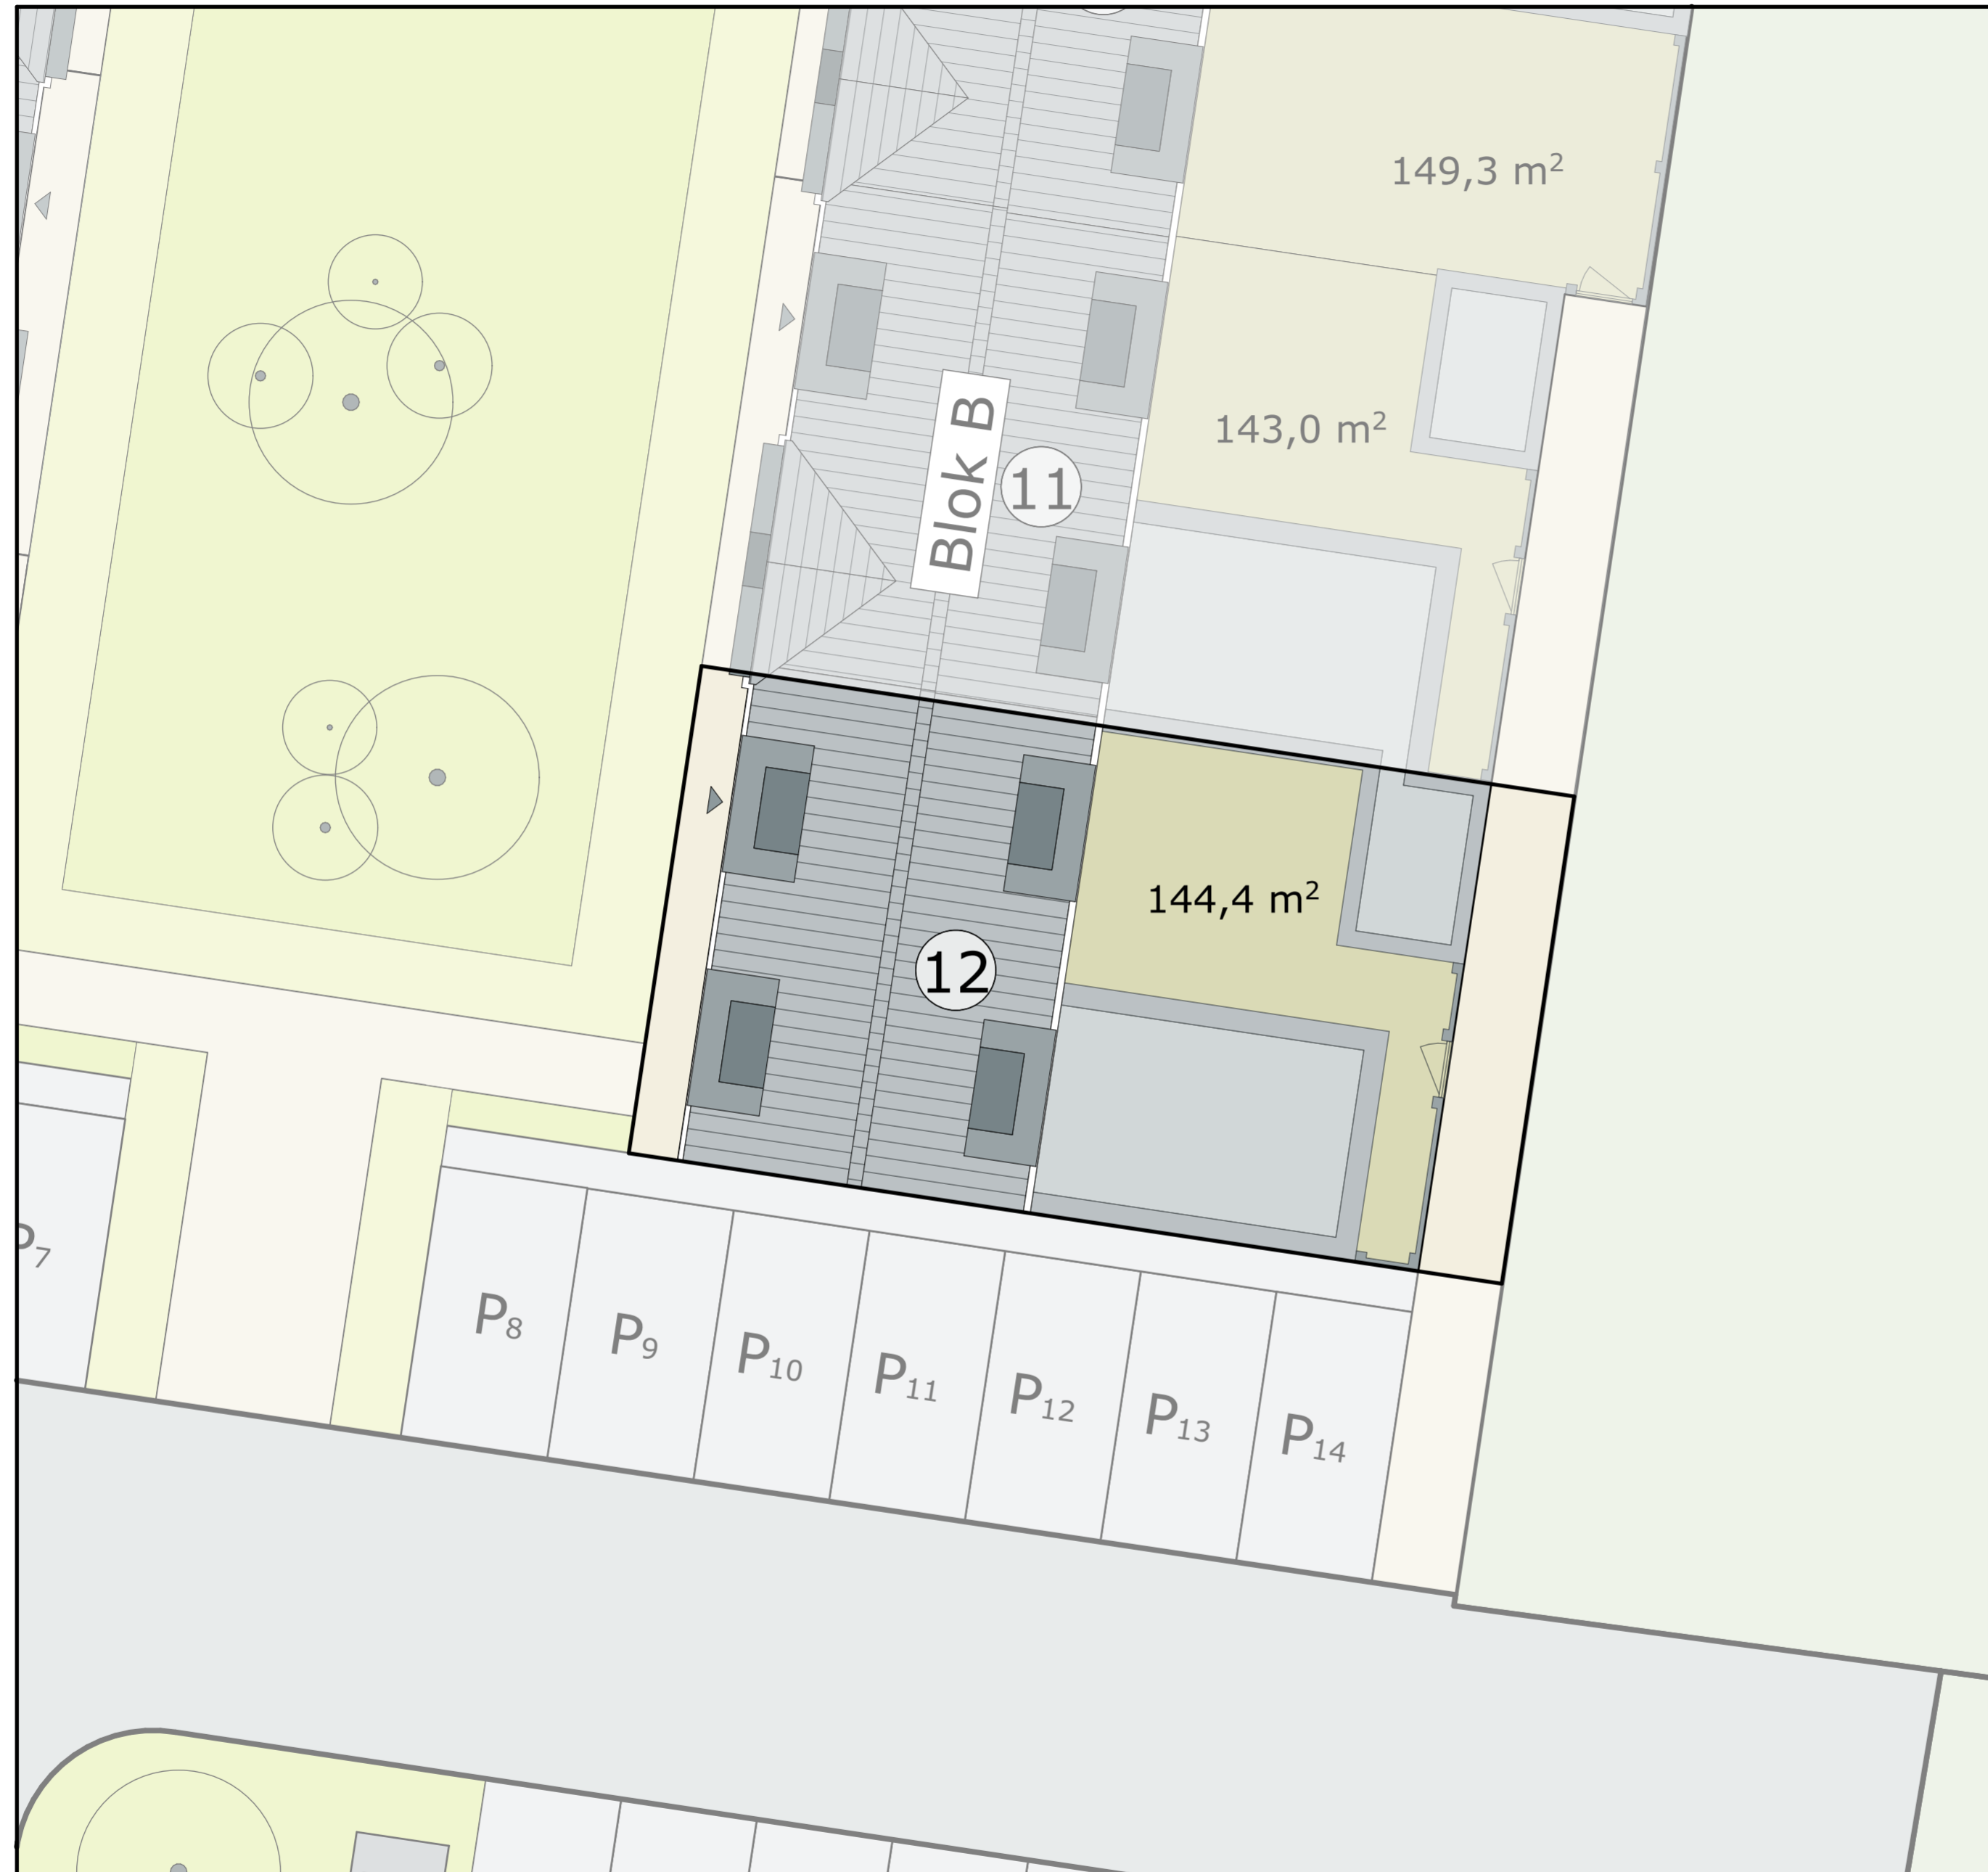 149,3 m²
143,0 m²
Blok B
11
144,4 m²
12
P₇
P₈
P₉
P₁₀
P₁₁
P₁₂
P₁₃
P₁₄